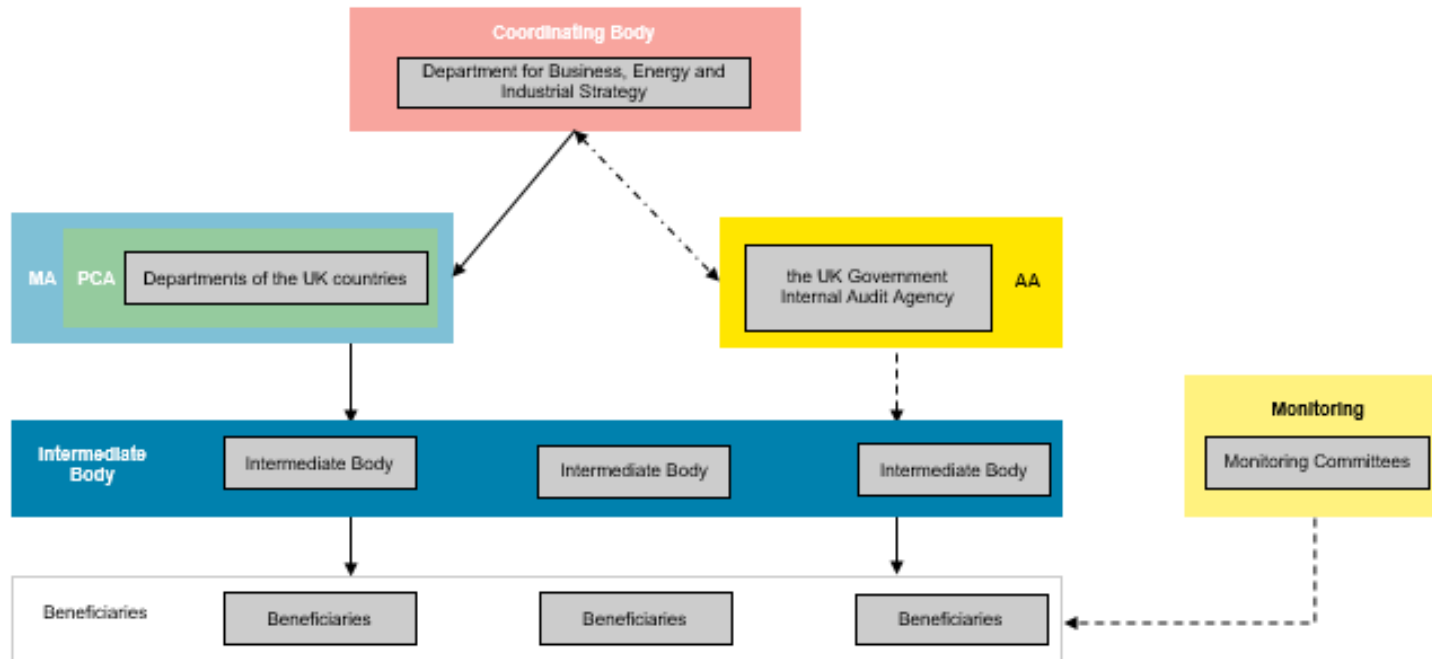 Coordinating Body
Department for Business, Energy and
Industrial Strategy
MA
PCA
Departments of the UK countries
the UK Government
Internal Audit Agency
AA
Monitoring
Monitoring Committees
Intermediate
Body
Intermediate Body
Intermediate Body
Intermediate Body
Beneficiaries
Beneficiaries
Beneficiaries
Beneficiaries